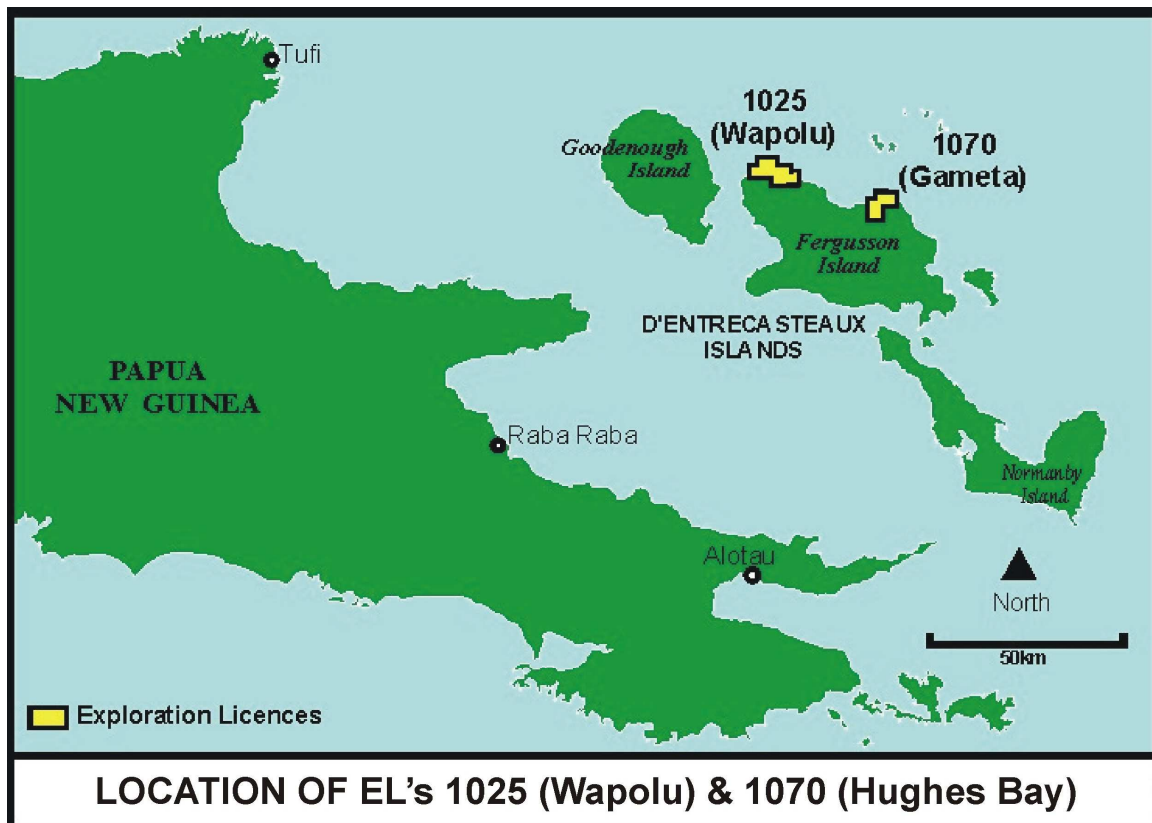 Tufi
1025
(Wapolu)
Goodenough
Island
1070
(Gameta)
Fergusson
Island
D'ENTRECASTEAUX
ISLANDS
PAPUA
NEW GUINEA
Raba Raba
Normanby
Island
Alotau
North
50km
Exploration Licences
LOCATION OF EL's 1025 (Wapolu) & 1070 (Hughes Bay)